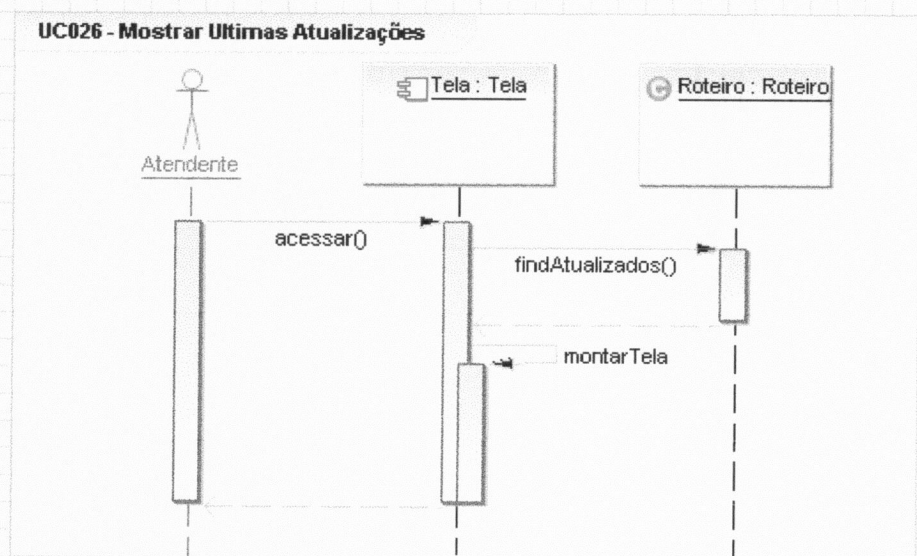 UC026 - Mostrar Ultimas Atualizações
Tela : Tela
Roteiro : Roteiro
Atendente
acessar()
findAtualizados()
montarTela